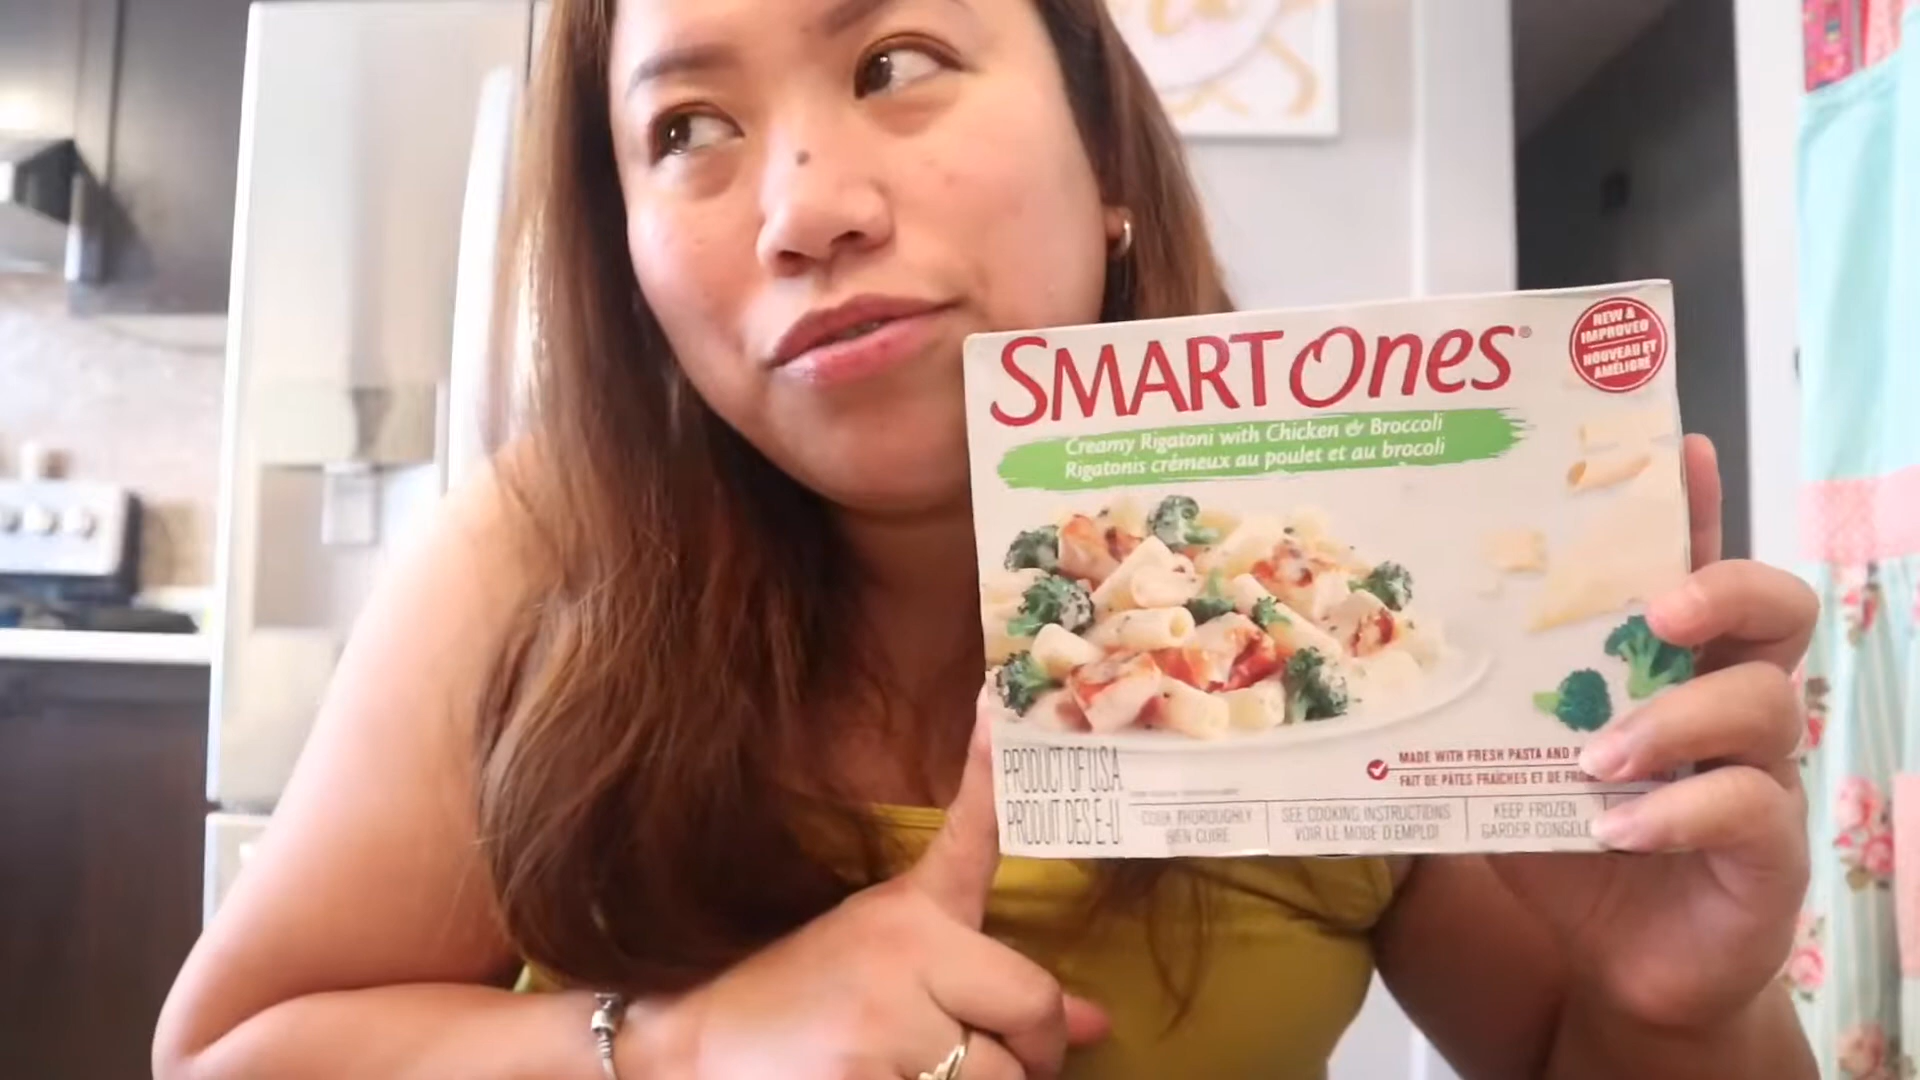 SMART Ones®
NEW &
IMPROVED
NOUVEAU ET
AMÉLIORÉ
Creamy Rigatoni with Chicken & Broccoli
Rigatonis crémeux au poulet et au brocoli
MADE WITH FRESH PASTA AND
FAIT DE PÂTES FRAÎCHES ET DE
PRODUCT OF U.S.A.
PRODUIT DES É.-U.
COOK THOROUGHLY
BIEN CUIRE
SEE COOKING INSTRUCTIONS
VOIR LE MODE D'EMPLOI
KEEP FROZEN
GARDER CONGELÉ